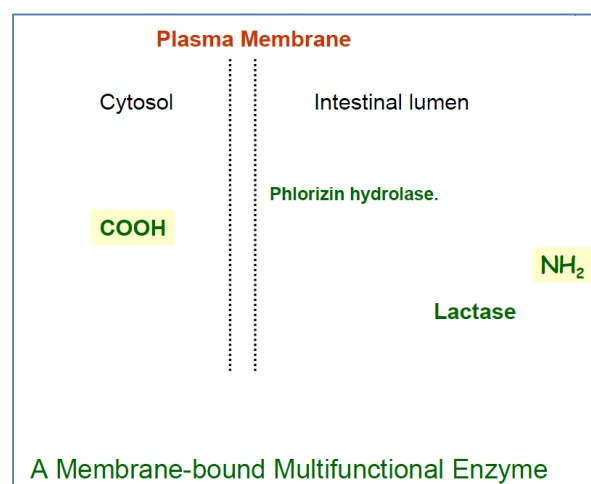 Plasma Membrane
Cytosol
Intestinal lumen
Phlorizin hydrolase.
COOH
NH₂
Lactase
A Membrane-bound Multifunctional Enzyme